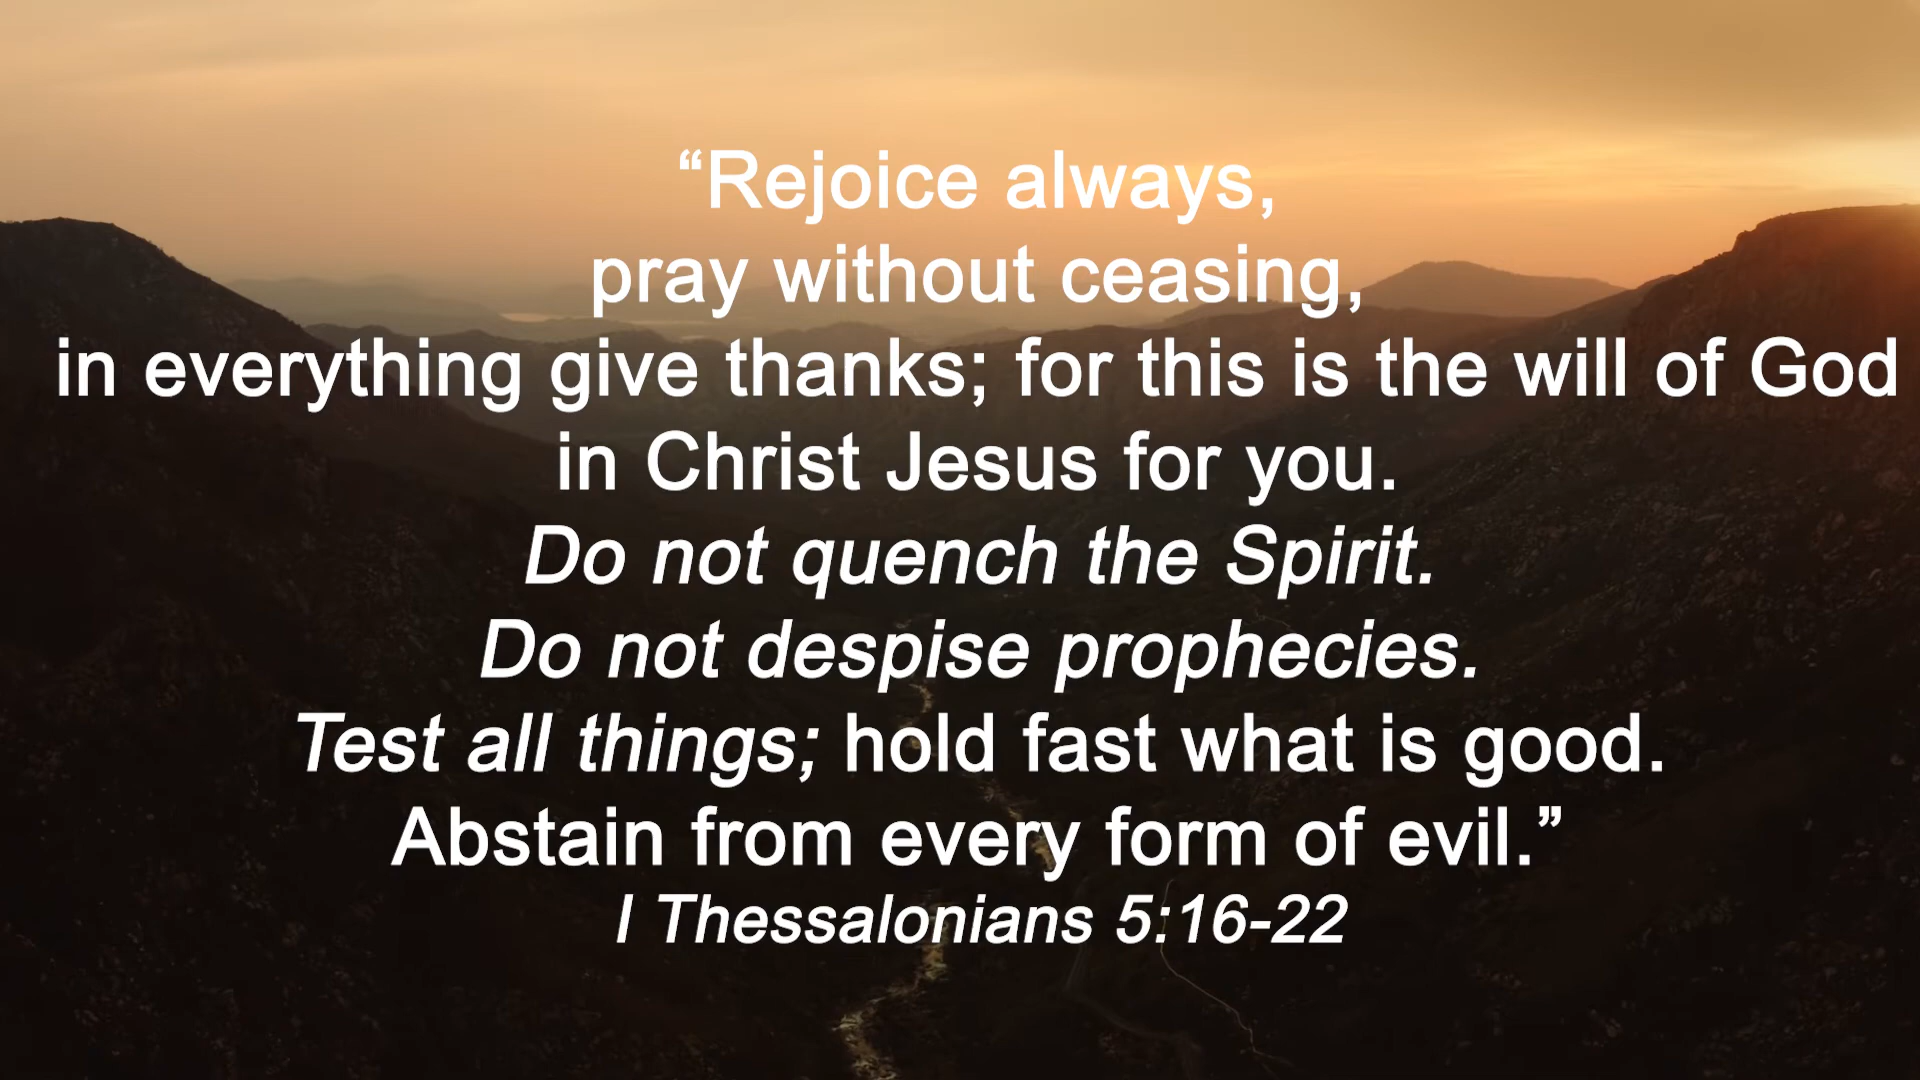 “Rejoice always,
pray without ceasing,
in everything give thanks; for this is the will of God
in Christ Jesus for you.
Do not quench the Spirit.
Do not despise prophecies.
Test all things; hold fast what is good.
Abstain from every form of evil.”
I Thessalonians 5:16-22